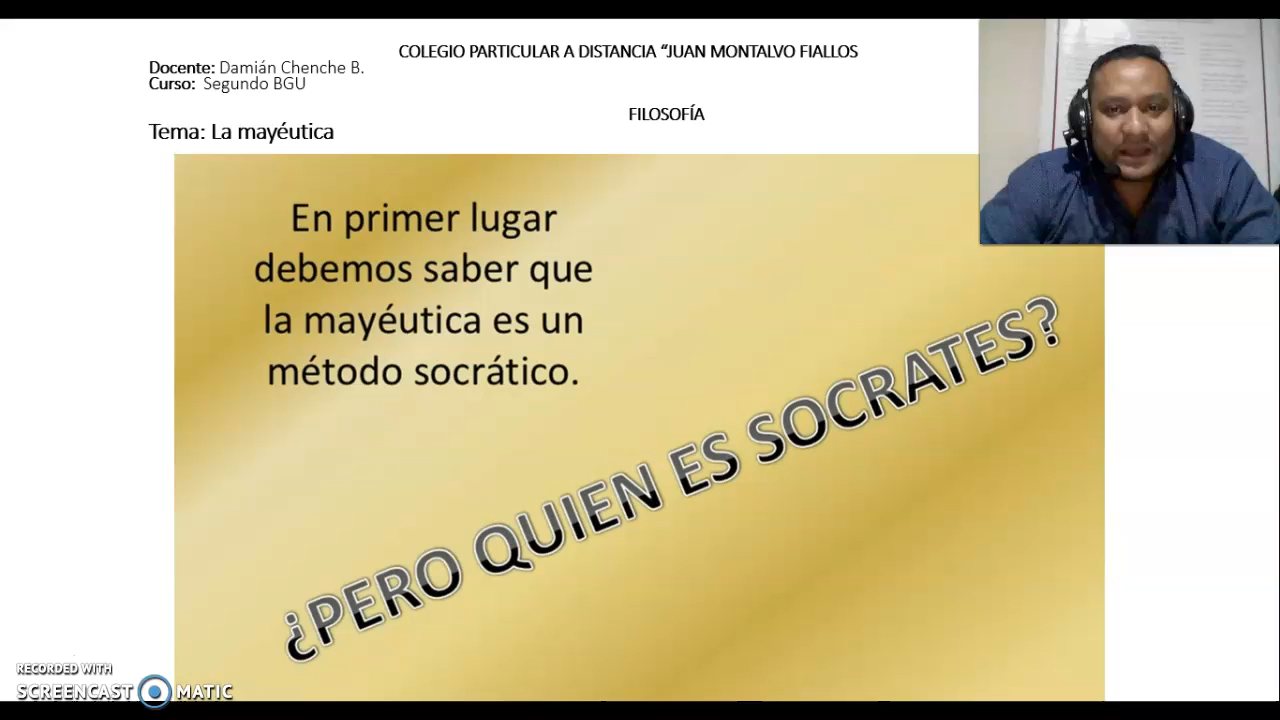 COLEGIO PARTICULAR A DISTANCIA “JUAN MONTALVO FIALLOS
Docente: Damián Chenche B.
Curso: Segundo BGU
FILOSOFÍA
Tema: La mayéutica
En primer lugar
debemos saber que
la mayéutica es un
método socrático.
¿PERO QUIEN ES SOCRATES?
RECORDED WITH
SCREENCAST MATIC